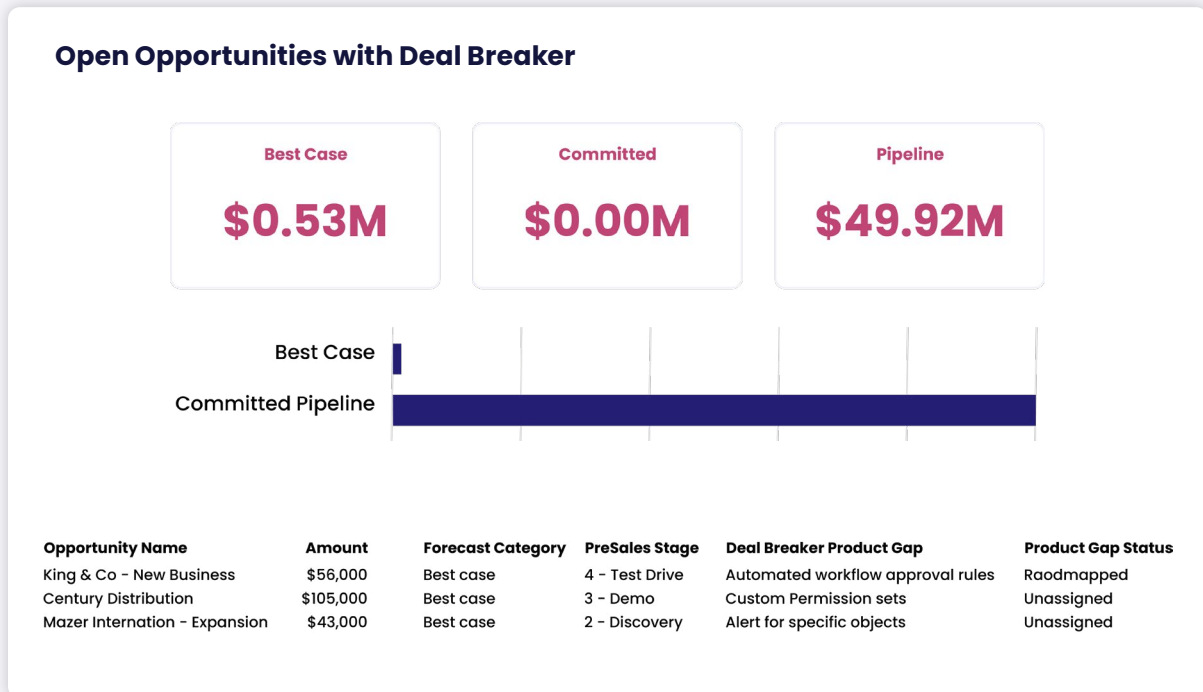 Open Opportunities with Deal Breaker
Best Case Committed Pipeline
$0.53M $0.00M $49.92M
Best Case
Committed Pipeline
Opportunity Name Amount Forecast Category PreSales Stage Deal Breaker Product Gap Product Gap Status
King & Co - New Business $56,000 Best case 4 - Test Drive Automated workflow approval rules Raodmapped
Century Distribution $105,000 Best case 3 - Demo Custom Permission sets Unassigned
Mazer Internation - Expansion $43,000 Best case 2 - Discovery Alert for specific objects Unassigned